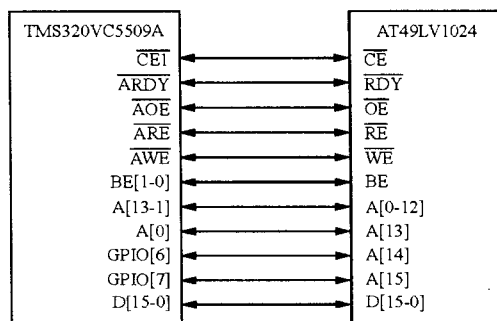 TMS320VC5509A AT49LV1024
CE1 CE
ARDY RDY
AOE OE
ARE RE
AWE WE
BE[1-0] BE
A[13-1] A[0-12]
A[0] A[13]
GPIO[6] A[14]
GPIO[7] A[15]
D[15-0] D[15-0]